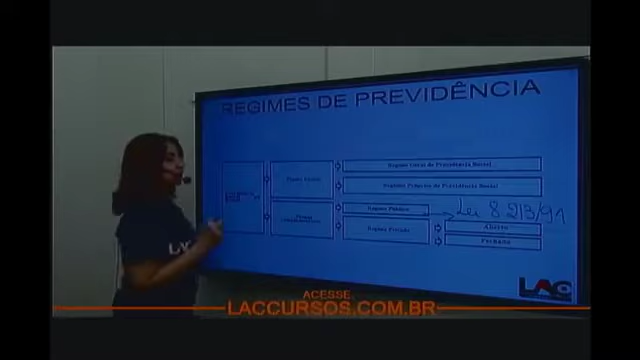 REGIMES DE PREVIDÊNCIA
Regime Geral de Previdência Social
Regime Próprio de Previdência Social
Regime Público
Lei 8 213/91
Regime Privado
Aberto
Fechado
LAC
ACESSE
LACCURSOS.COM.BR